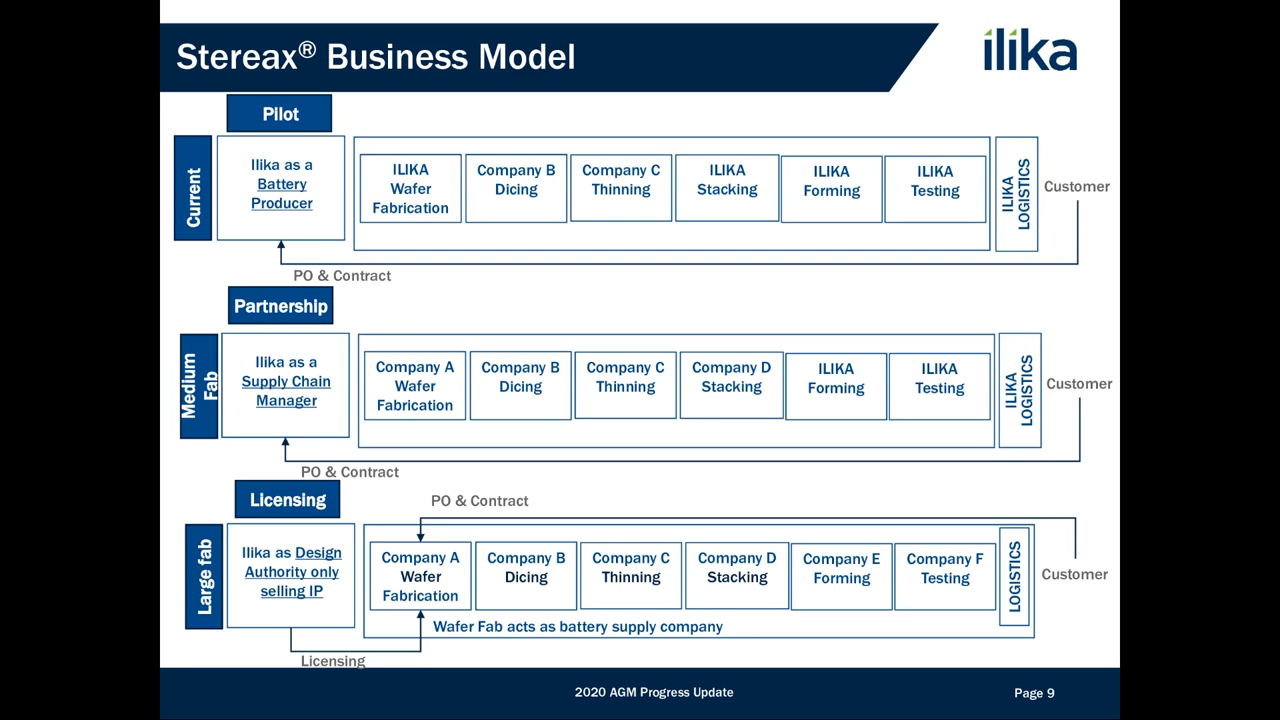 Stereax® Business Model
ilika
Pilot
Current
Ilika as a
Battery
Producer
ILIKA
Wafer
Fabrication
Company B
Dicing
Company C
Thinning
ILIKA
Stacking
ILIKA
Forming
ILIKA
Testing
ILIKA
LOGISTICS
Customer
PO & Contract
Partnership
Medium
Fab
Ilika as a
Supply Chain
Manager
Company A
Wafer
Fabrication
Company B
Dicing
Company C
Thinning
Company D
Stacking
ILIKA
Forming
ILIKA
Testing
ILIKA
LOGISTICS
Customer
PO & Contract
Licensing
PO & Contract
Large fab
Ilika as Design
Authority only
selling IP
Company A
Wafer
Fabrication
Company B
Dicing
Company C
Thinning
Company D
Stacking
Company E
Forming
Company F
Testing
LOGISTICS
Customer
Wafer Fab acts as battery supply company
Licensing
2020 AGM Progress Update
Page 9